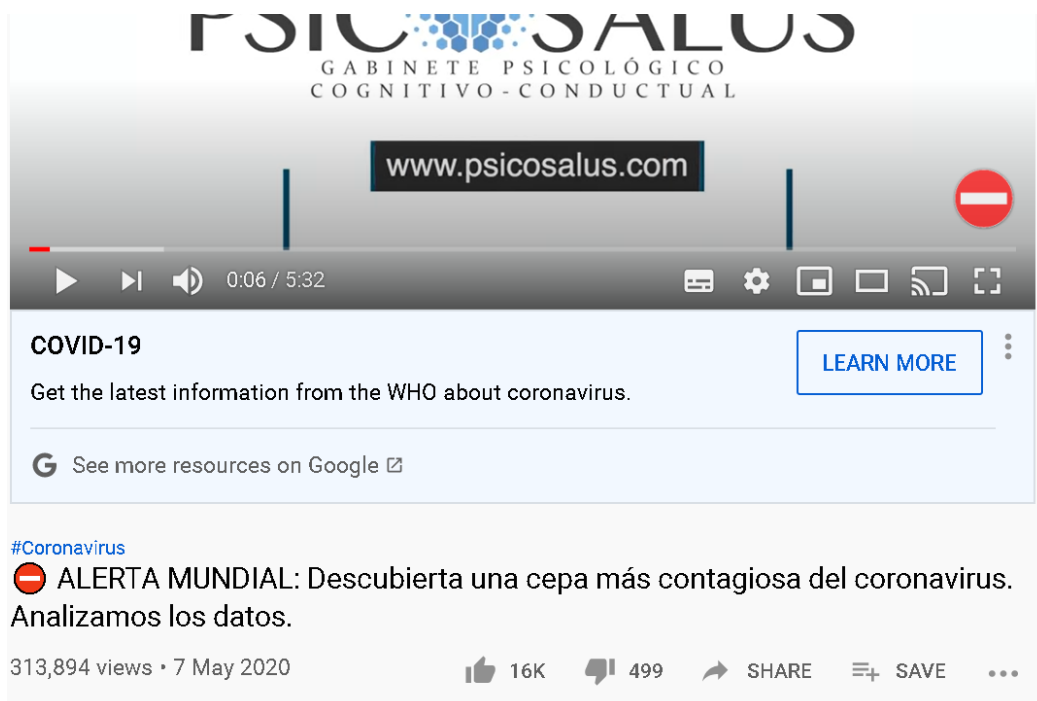 PSICOSALUS
GABINETE PSICOLÓGICO
COGNITIVO-CONDUCTUAL
www.psicosalus.com
0:06 / 5:32
COVID-19
LEARN MORE
Get the latest information from the WHO about coronavirus.
G See more resources on Google
#Coronavirus
ALERTA MUNDIAL: Descubierta una cepa más contagiosa del coronavirus.
Analizamos los datos.
313,894 views • 7 May 2020 16K 499 SHARE SAVE